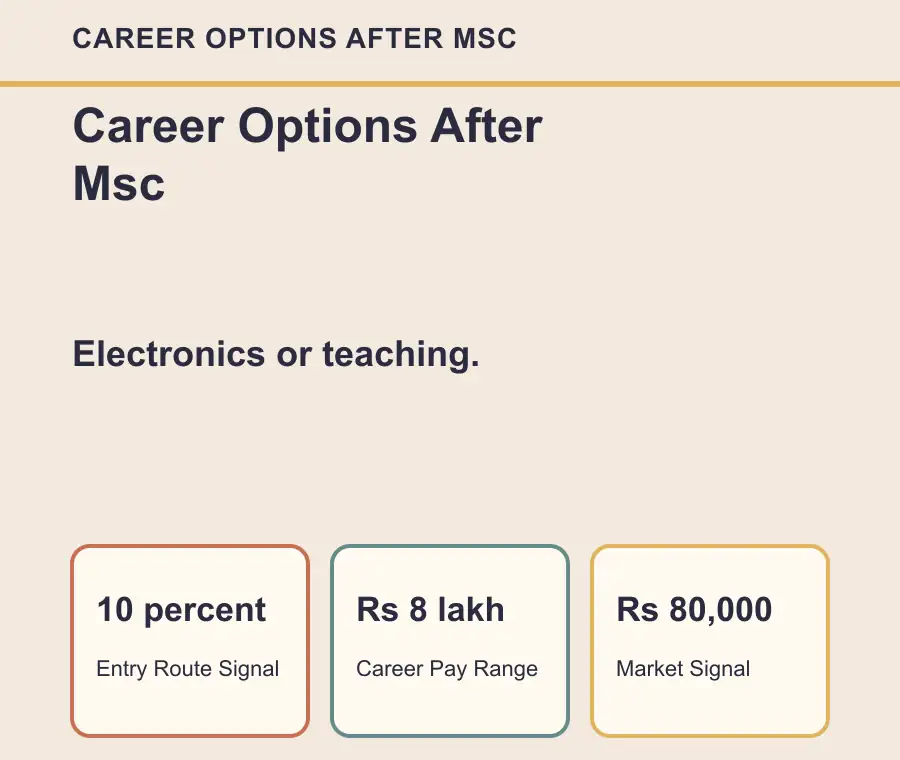 CAREER OPTIONS AFTER MSC
Career Options After
Msc
Electronics or teaching.
10 percent
Entry Route Signal
Rs 8 lakh
Career Pay Range
Rs 80,000
Market Signal